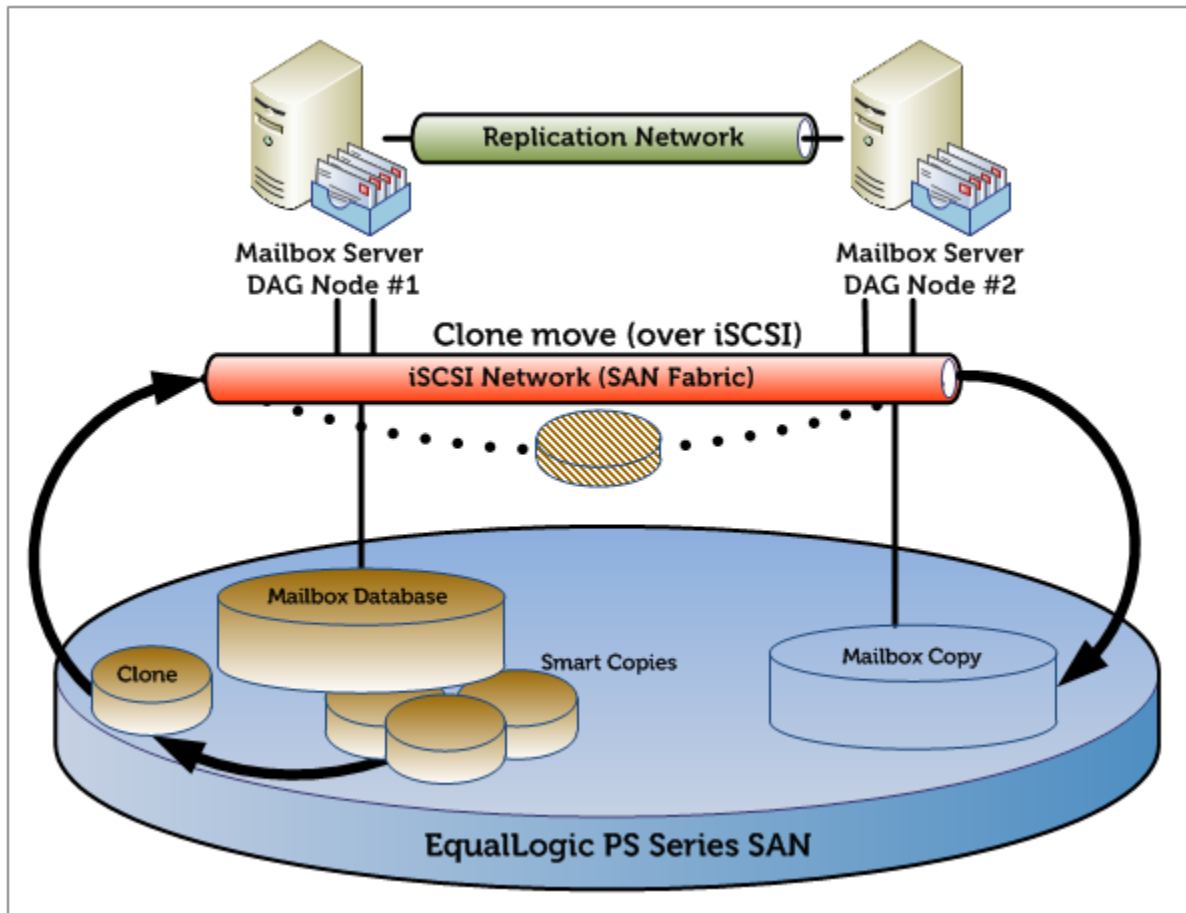 Replication Network
Mailbox Server
DAG Node #1
Mailbox Server
DAG Node #2
Clone move (over iSCSI)
iSCSI Network (SAN Fabric)
Mailbox Database
Clone
Smart Copies
Mailbox Copy
EqualLogic PS Series SAN